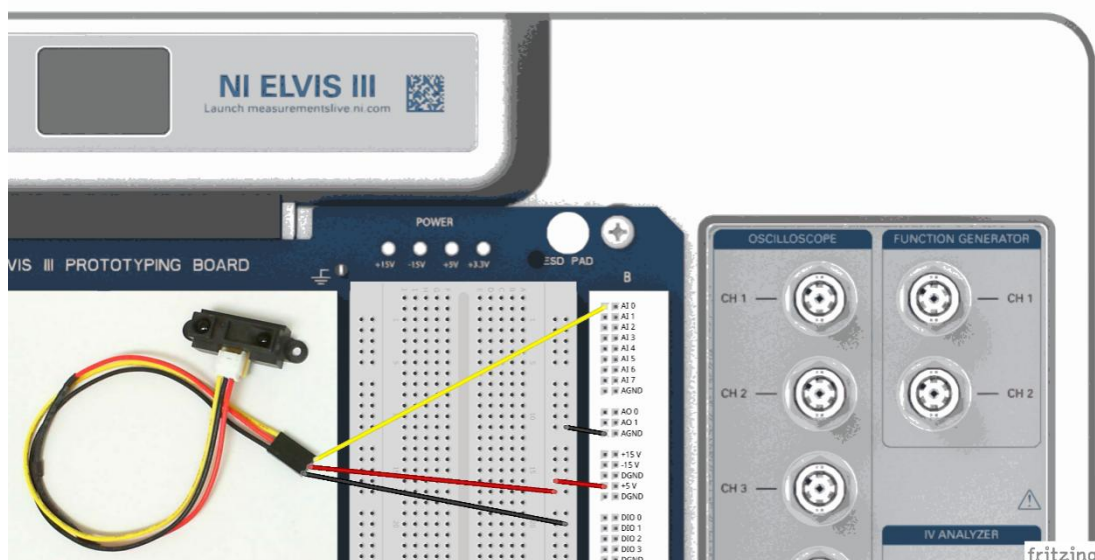 NI ELVIS III
Launch measurementslive.ni.com
POWER
+15V -15V +5V +3.3V
ESD PAD
VIS III PROTOTYPING BOARD
B
AI 0
AI 1
AI 2
AI 3
AI 4
AI 5
AI 6
AI 7
AGND
AO 0
AO 1
AGND
+15 V
-15 V
DGND
+5 V
DGND
DIO 0
DIO 1
DIO 2
DIO 3
DGND
OSCILLOSCOPE
CH 1
CH 2
CH 3
FUNCTION GENERATOR
CH 1
CH 2
IV ANALYZER
fritzing